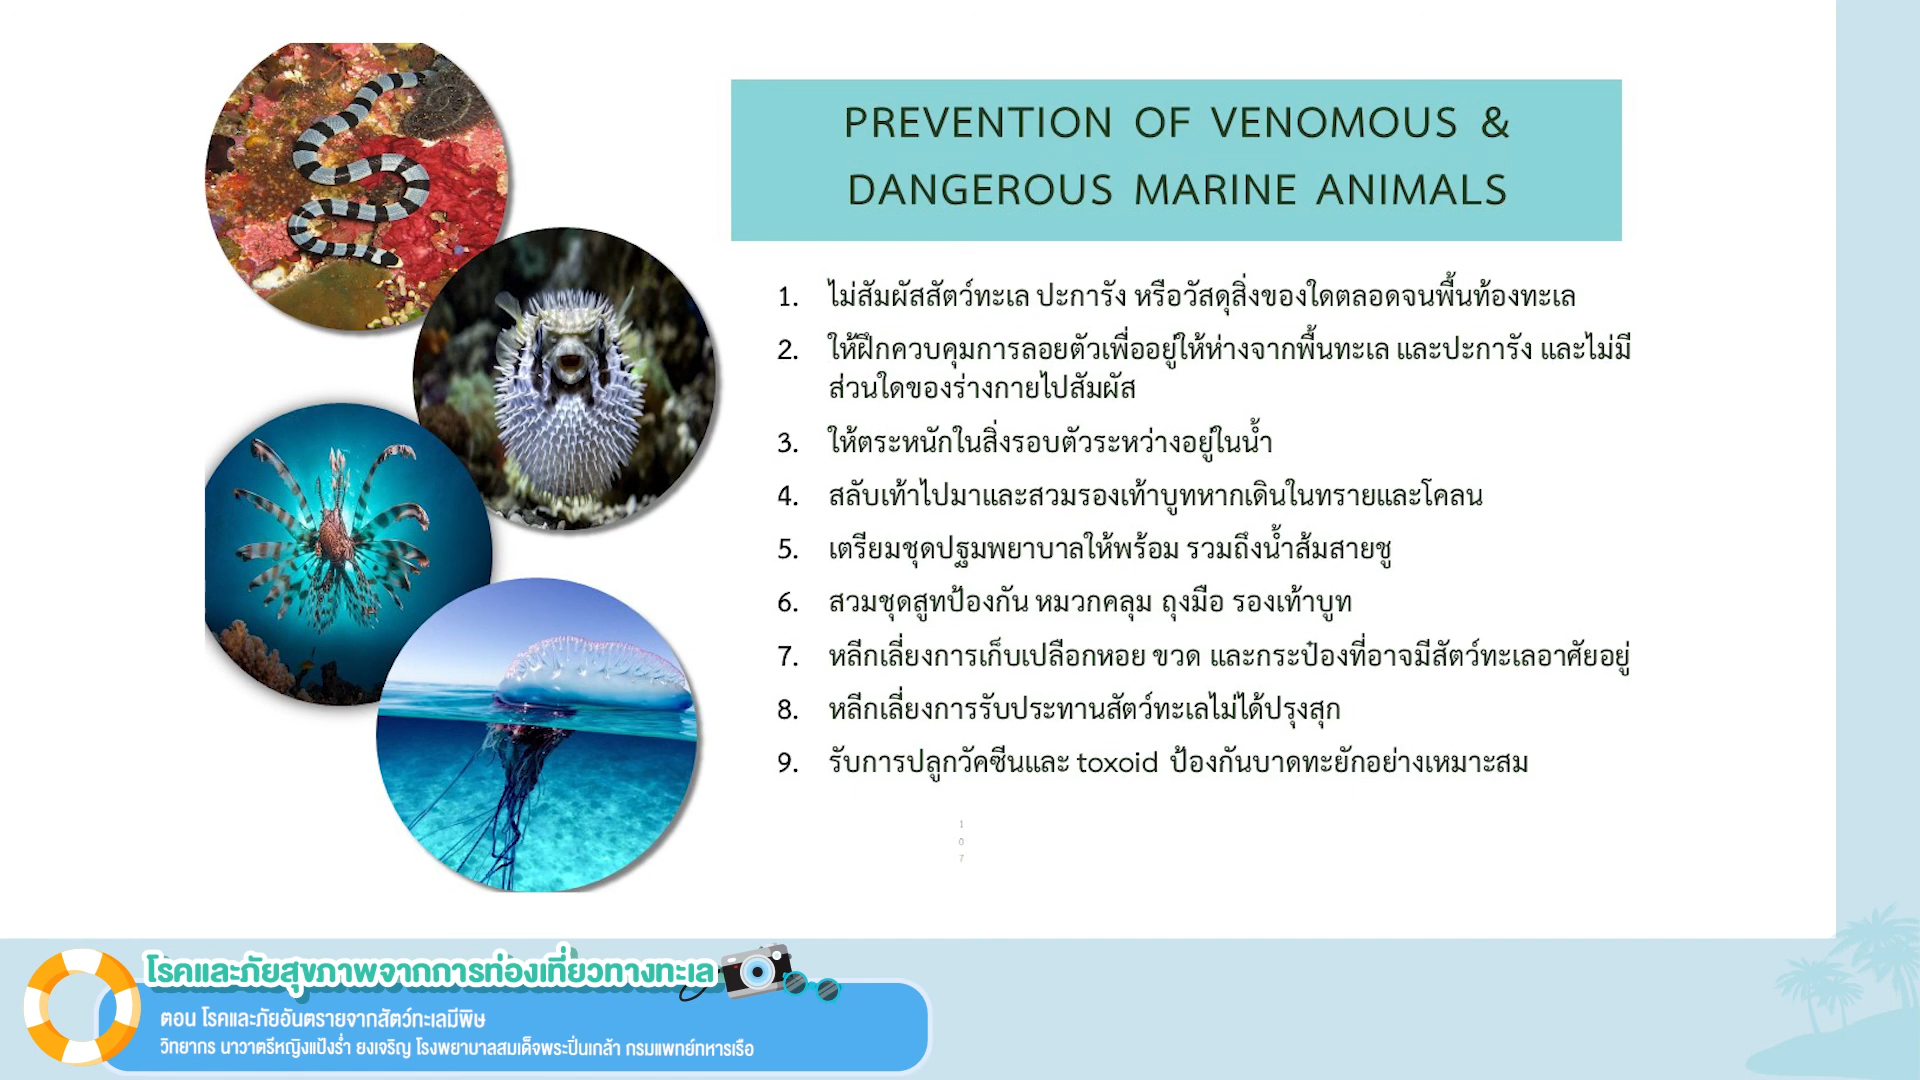 PREVENTION OF VENOMOUS &
DANGEROUS MARINE ANIMALS
1. ไม่สัมผัสสัตว์ทะเล ปะการัง หรือวัสดุสิ่งของใดตลอดจนพื้นท้องทะเล
2. ให้ฝึกควบคุมการลอยตัวเพื่ออยู่ให้ห่างจากพื้นทะเล และปะการัง และไม่มี
ส่วนใดของร่างกายไปสัมผัส
3. ให้ตระหนักในสิ่งรอบตัวระหว่างอยู่ในน้ำ
4. สลับเท้าไปมาและสวมรองเท้าบูทหากเดินในทรายและโคลน
5. เตรียมชุดปฐมพยาบาลให้พร้อม รวมถึงน้ำส้มสายชู
6. สวมชุดสูทป้องกัน หมวกคลุม ถุงมือ รองเท้าบูท
7. หลีกเลี่ยงการเก็บเปลือกหอย ขวด และกระป๋องที่อาจมีสัตว์ทะเลอาศัยอยู่
8. หลีกเลี่ยงการรับประทานสัตว์ทะเลไม่ได้ปรุงสุก
9. รับการปลูกวัคซีนและ toxoid ป้องกันบาดทะยักอย่างเหมาะสม
1
0
7
โรคและภัยสุขภาพจากการท่องเที่ยวทางทะเล
ตอน โรคและภัยอันตรายจากสัตว์ทะเลมีพิษ
วิทยากร นาวาตรีหญิงแป้งร่ำ ยงเจริญ โรงพยาบาลสมเด็จพระปิ่นเกล้า กรมแพทย์ทหารเรือ